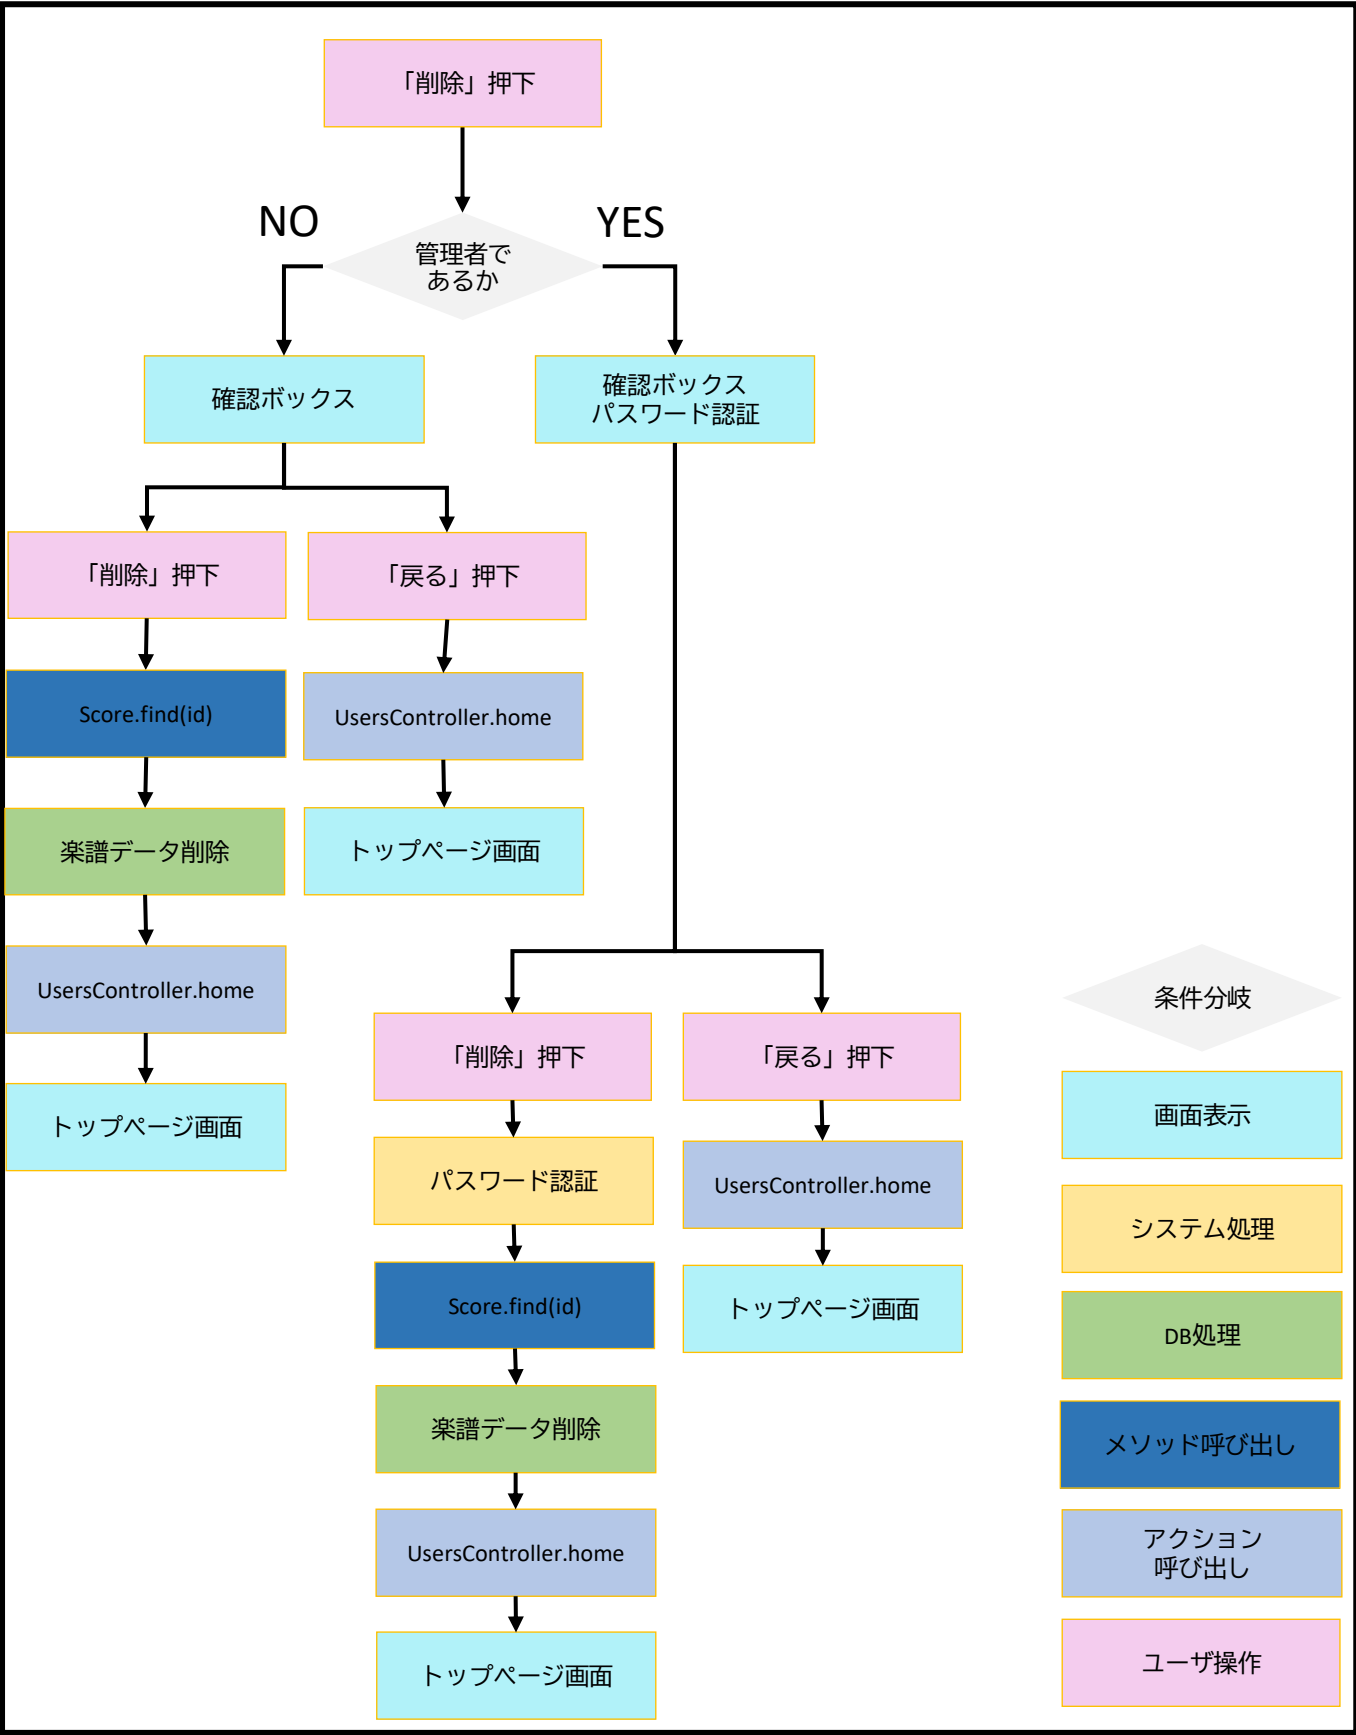 「削除」押下
NO
YES
管理者で
あるか
確認ボックス
確認ボックス
パスワード認証
「削除」押下
「戻る」押下
Score.find(id)
UsersController.home
楽譜データ削除
トップページ画面
UsersController.home
トップページ画面
「削除」押下
「戻る」押下
パスワード認証
UsersController.home
Score.find(id)
トップページ画面
楽譜データ削除
UsersController.home
トップページ画面
条件分岐
画面表示
システム処理
DB処理
メソッド呼び出し
アクション
呼び出し
ユーザ操作